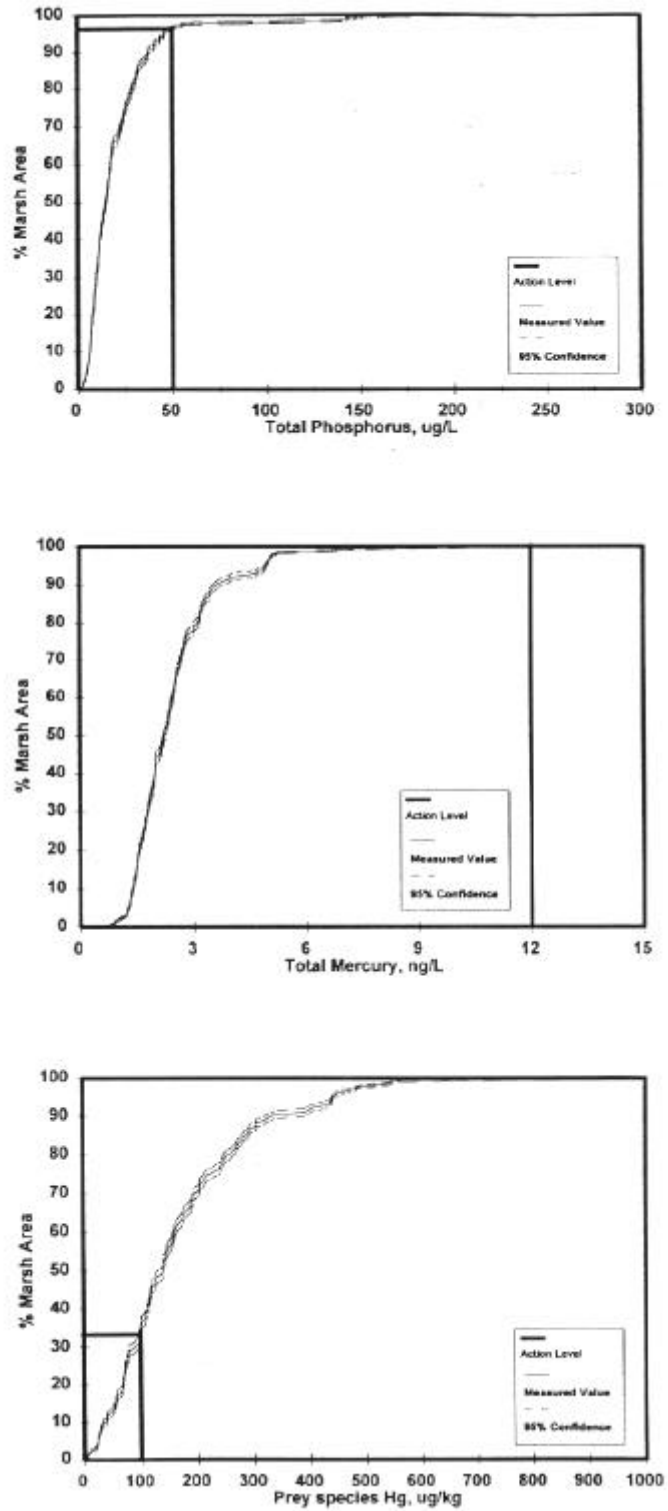 % Marsh Area
100
90
80
70
60
50
40
30
20
10
0
Action Level
Measured Value
95% Confidence
0 50 100 150 200 250 300
Total Phosphorus, ug/L
% Marsh Area
100
90
80
70
60
50
40
30
20
10
0
Action Level
Measured Value
95% Confidence
0 3 6 9 12 15
Total Mercury, ng/L
% Marsh Area
100
90
80
70
60
50
40
30
20
10
0
Action Level
Measured Value
95% Confidence
0 100 200 300 400 500 600 700 800 900 1000
Prey species Hg, ug/kg